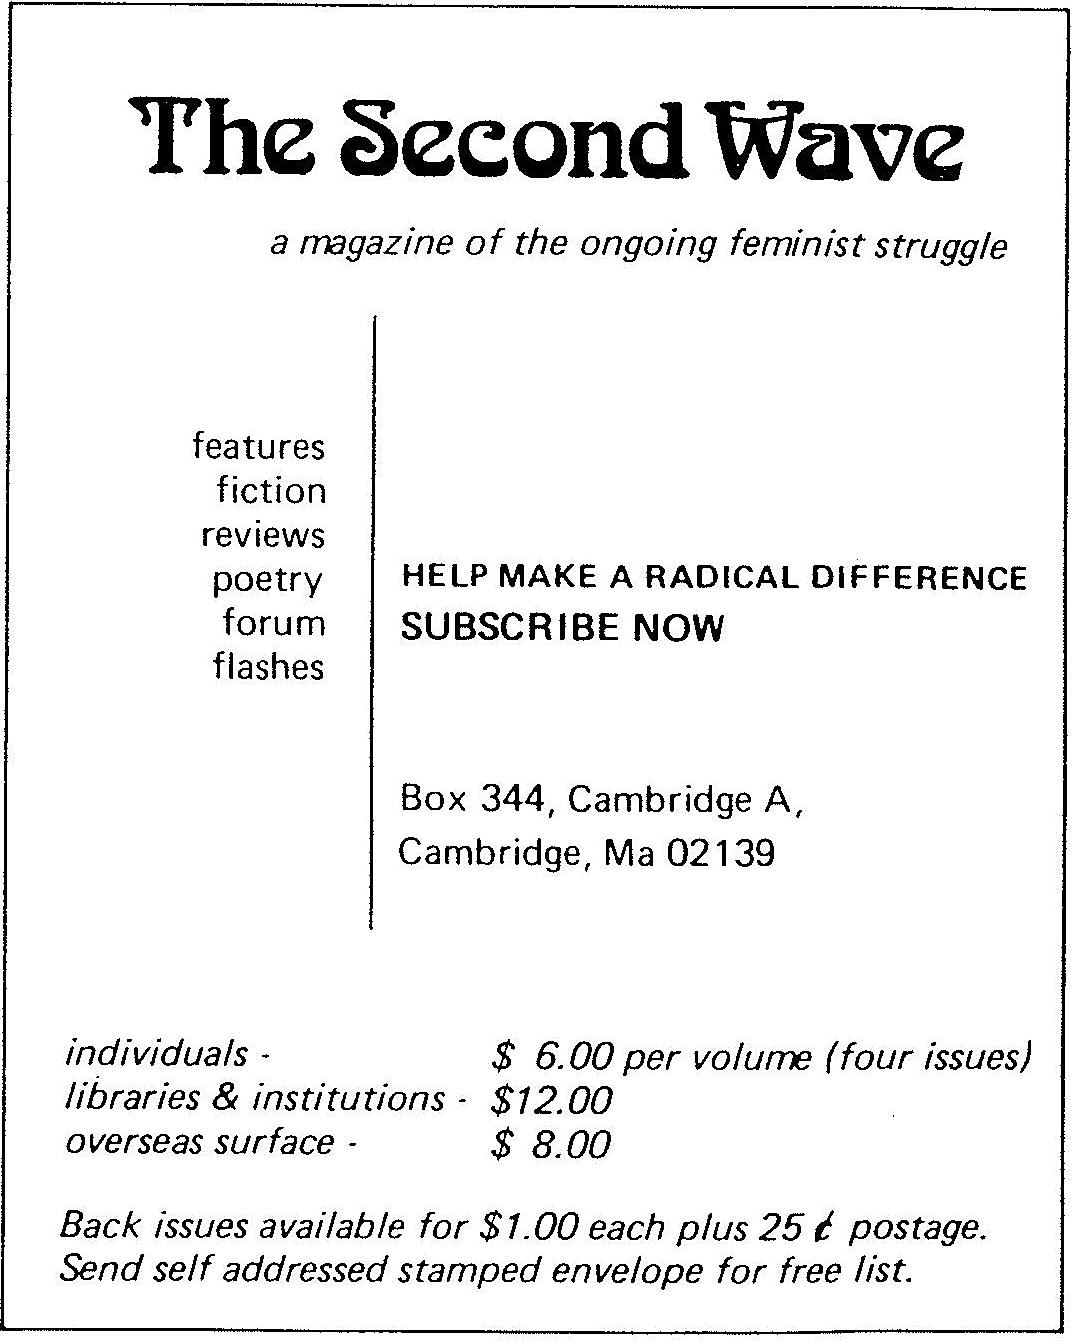 The Second Wave
a magazine of the ongoing feminist struggle
features
fiction
reviews
poetry
forum
flashes
HELP MAKE A RADICAL DIFFERENCE
SUBSCRIBE NOW
Box 344, Cambridge A,
Cambridge, Ma 02139
individuals - $ 6.00 per volume (four issues)
libraries & institutions - $12.00
overseas surface - $ 8.00
Back issues available for $1.00 each plus 25 ¢ postage.
Send self addressed stamped envelope for free list.